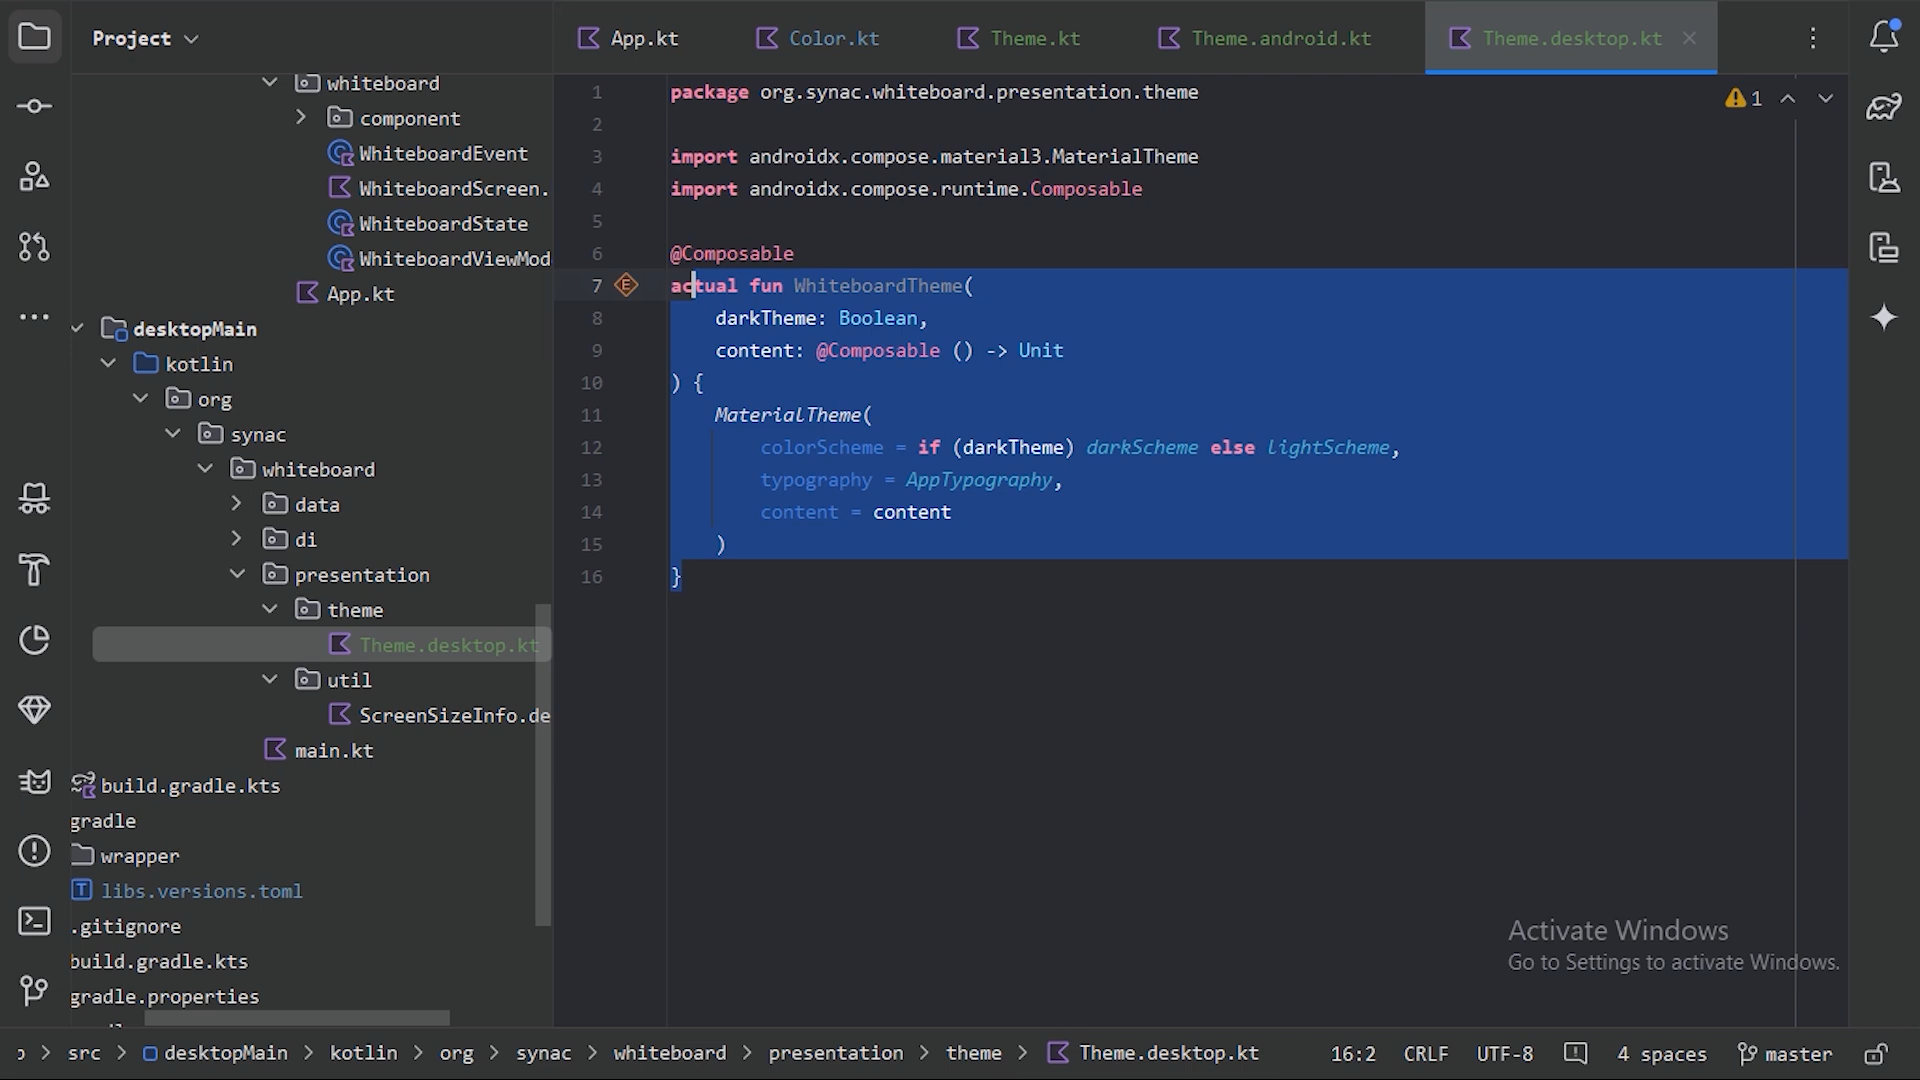 Project
App.kt
Color.kt
Theme.kt
Theme.android.kt
Theme.desktop.kt
whiteboard
component
WhiteboardEvent
WhiteboardScreen.
WhiteboardState
WhiteboardViewMod
App.kt
desktopMain
kotlin
org
synac
whiteboard
data
di
presentation
theme
Theme.desktop.kt
util
ScreenSizeInfo.de
main.kt
build.gradle.kts
gradle
wrapper
libs.versions.toml
.gitignore
build.gradle.kts
gradle.properties
1 package org.synac.whiteboard.presentation.theme
2
3 import androidx.compose.material3.MaterialTheme
4 import androidx.compose.runtime.Composable
5
6 @Composable
7 actual fun WhiteboardTheme(
8 darkTheme: Boolean,
9 content: @Composable () -> Unit
10 ) {
11 MaterialTheme(
12 colorScheme = if (darkTheme) darkScheme else lightScheme,
13 typography = AppTypography,
14 content = content
15 )
16 }
1
Activate Windows
Go to Settings to activate Windows.
src > desktopMain > kotlin > org > synac > whiteboard > presentation > theme > Theme.desktop.kt
16:2 CRLF UTF-8 4 spaces master